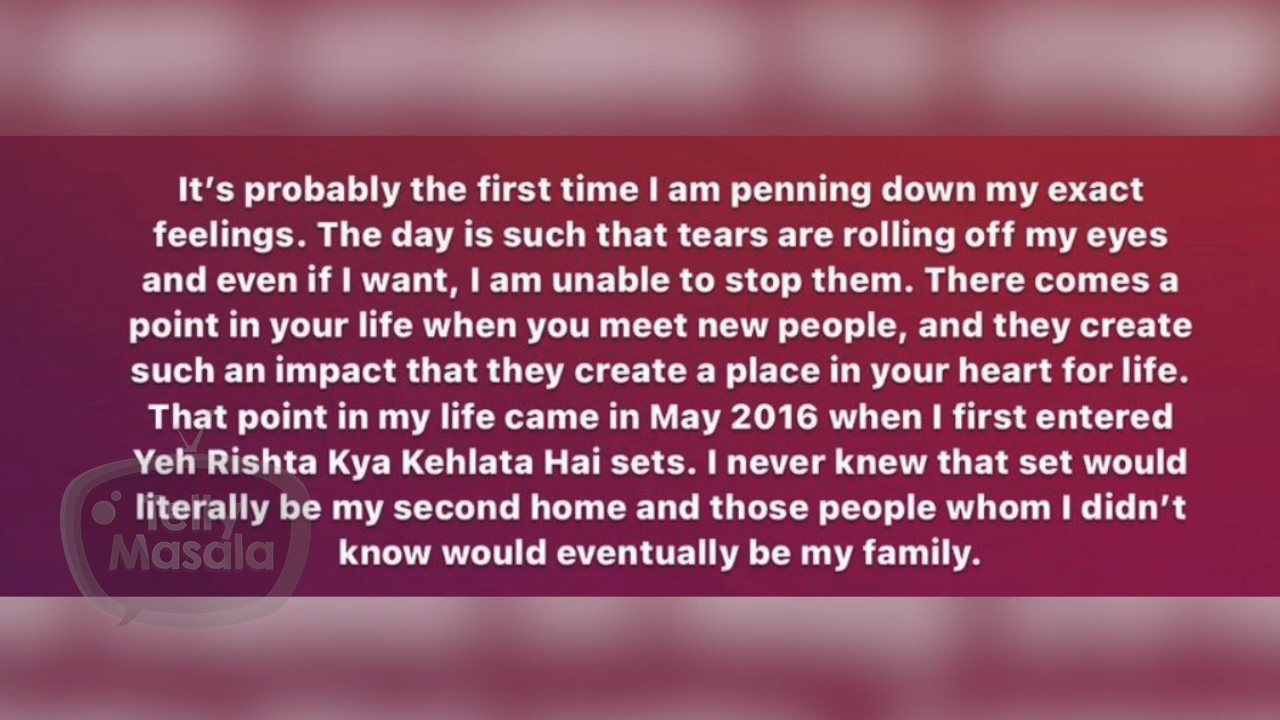 It’s probably the first time I am penning down my exact
feelings. The day is such that tears are rolling off my eyes
and even if I want, I am unable to stop them. There comes a
point in your life when you meet new people, and they create
such an impact that they create a place in your heart for life.
That point in my life came in May 2016 when I first entered
Yeh Rishta Kya Kehlata Hai sets. I never knew that set would
literally be my second home and those people whom I didn’t
know would eventually be my family.
Telly
Masala